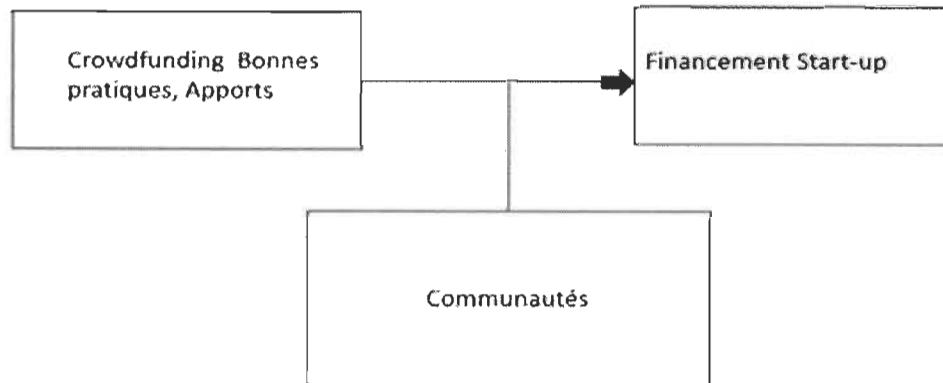 Crowdfunding Bonnes
pratiques, Apports
Financement Start-up
Communautés